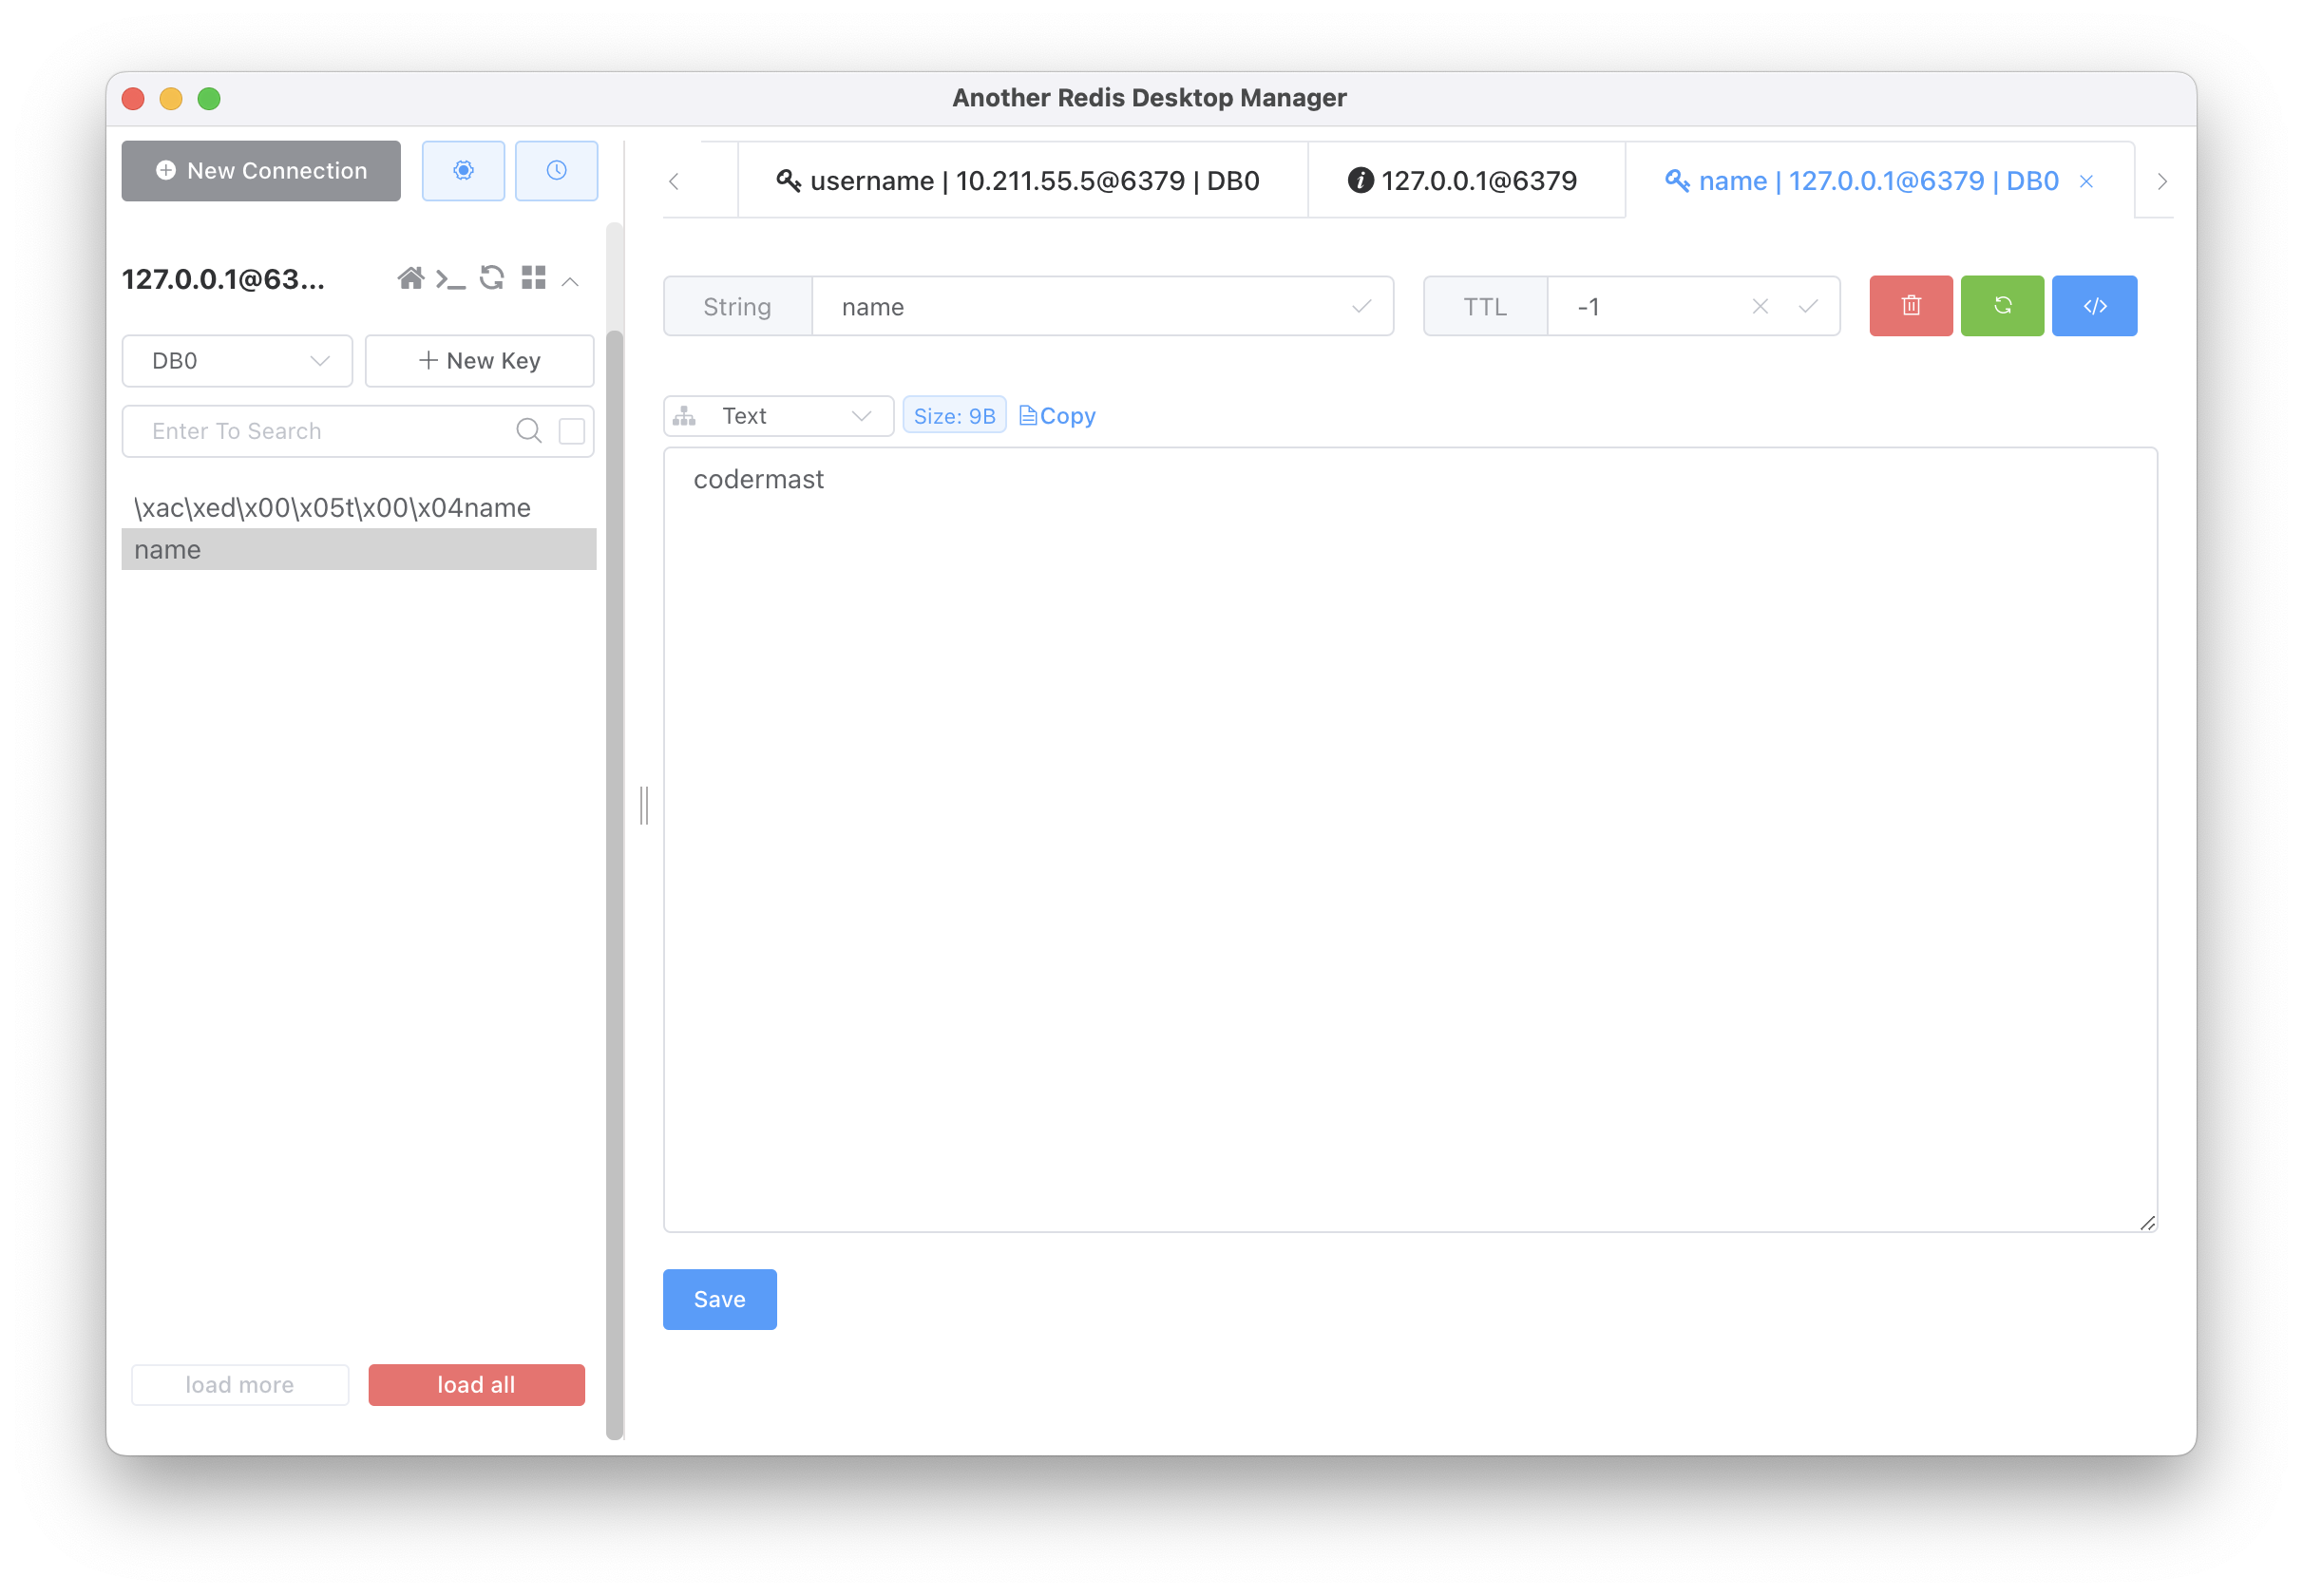 Another Redis Desktop Manager
New Connection
username | 10.211.55.5@6379 | DB0
127.0.0.1@6379
name | 127.0.0.1@6379 | DB0
127.0.0.1@63...
String name
TTL -1
DB0
New Key
Enter To Search
Text
Size: 9B
Copy
\xac\xed\x00\x05t\x00\x04name
name
codermast
Save
load more
load all